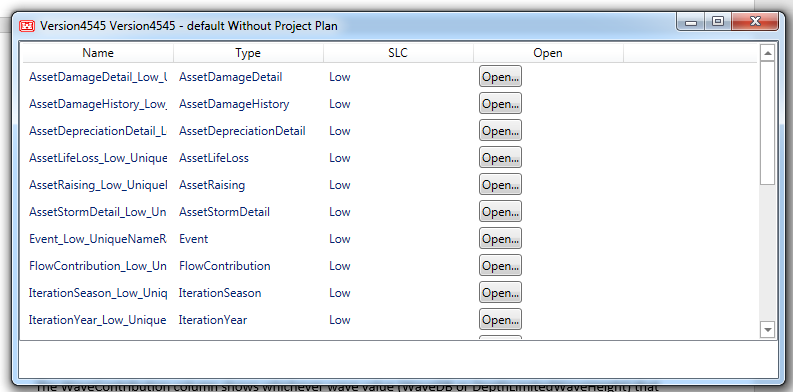 Version4545 Version4545 - default Without Project Plan
Name Type SLC Open
AssetDamageDetail_Low_U AssetDamageDetail Low Open...
AssetDamageHistory_Low_ AssetDamageHistory Low Open...
AssetDepreciationDetail_L AssetDepreciationDetail Low Open...
AssetLifeLoss_Low_Unique AssetLifeLoss Low Open...
AssetRaising_Low_Uniquel AssetRaising Low Open...
AssetStormDetail_Low_Un AssetStormDetail Low Open...
Event_Low_UniqueNameR Event Low Open...
FlowContribution_Low_Un FlowContribution Low Open...
IterationSeason_Low_Uniq IterationSeason Low Open...
IterationYear_Low_Unique IterationYear Low Open...
The WaveContribution column shows whichever wave value (WaveDB or DepthLimitedWaveHeight) that